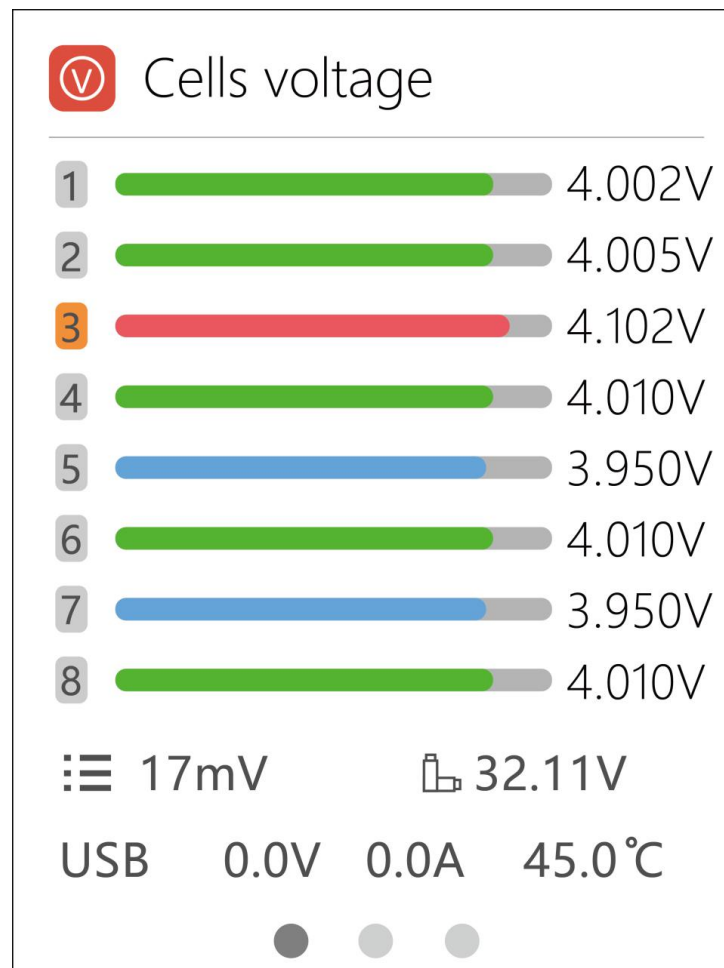 V Cells voltage
1 4.002V
2 4.005V
3 4.102V
4 4.010V
5 3.950V
6 4.010V
7 3.950V
8 4.010V
17mV 32.11V
USB 0.0V 0.0A 45.0℃